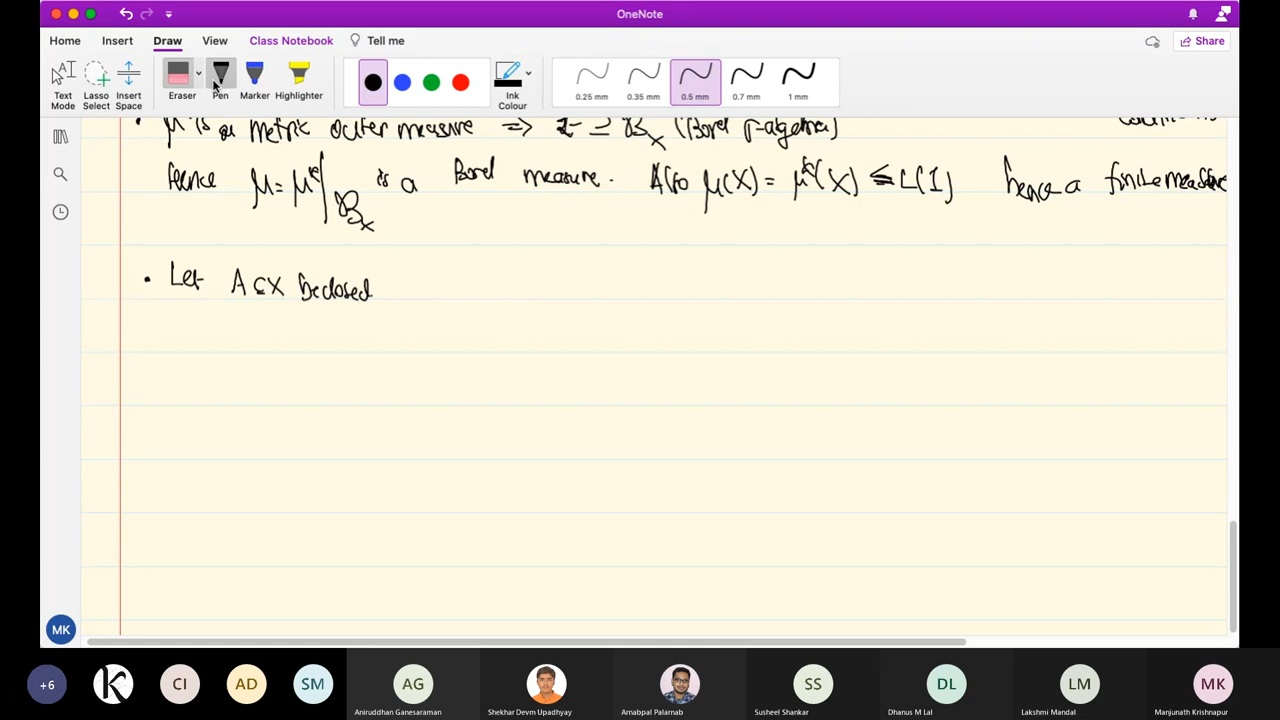 OneNote
Home Insert Draw View Class Notebook Tell me Share
Text Mode
Lasso Select
Insert Space
Eraser
Pen
Marker
Highlighter
Ink Colour
0.25 mm 0.35 mm 0.5 mm 0.7 mm 1 mm
is a metric outer measure ⇒ ⊇ 𝓑_X (Borel σ-algebra)
hence μ = μ*|_𝓑_X is a Borel measure. Also μ(X) = μ*(X) ≤ L(1) hence a finite measure
• Let A ⊆ X be closed
MK
+6 CI AD SM AG SS DL LM MK
Aniruddhan Ganesaraman Shekhar Devm Upadhyay Arnabpal Palarnab Susheel Shankar Dhanus M Lal Lakshmi Mandal Manjunath Krishnapur